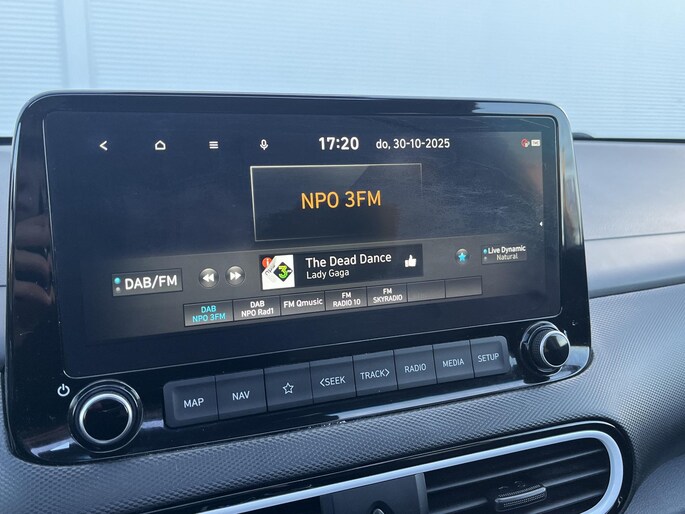 17:20 do, 30-10-2025
NPO 3FM
DAB/FM
The Dead Dance
Lady Gaga
Live Dynamic
Natural
DAB
NPO 3FM
DAB
NPO Rad1
FM Qmusic
FM
RADIO 10
FM
SKYRADIO
MAP
NAV
<SEEK
TRACK>
RADIO
MEDIA
SETUP